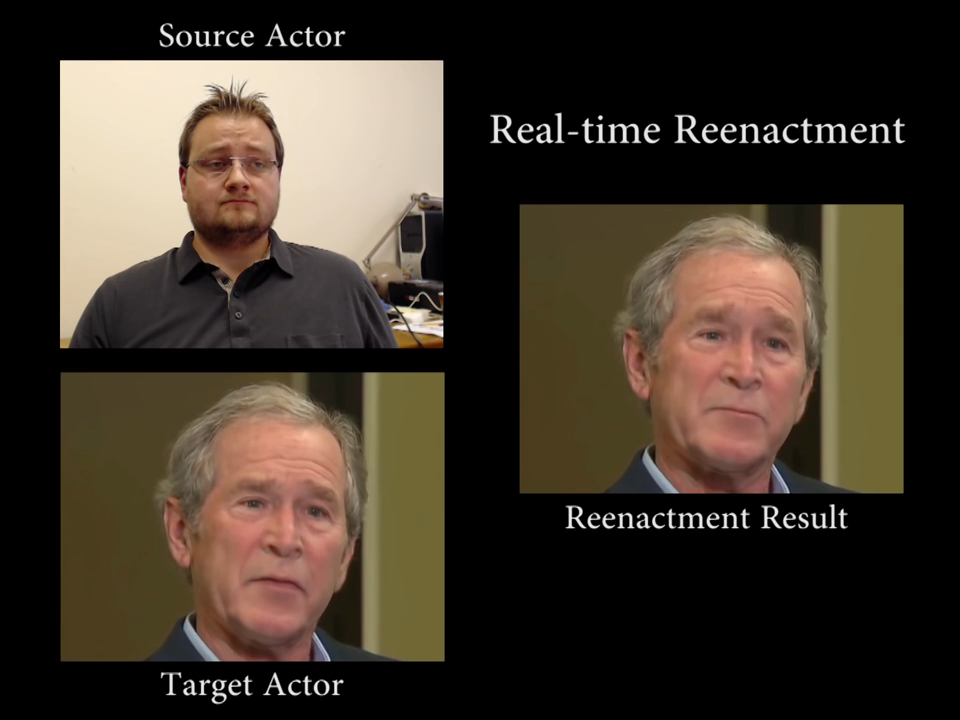 Source Actor
Real-time Reenactment
Reenactment Result
Target Actor